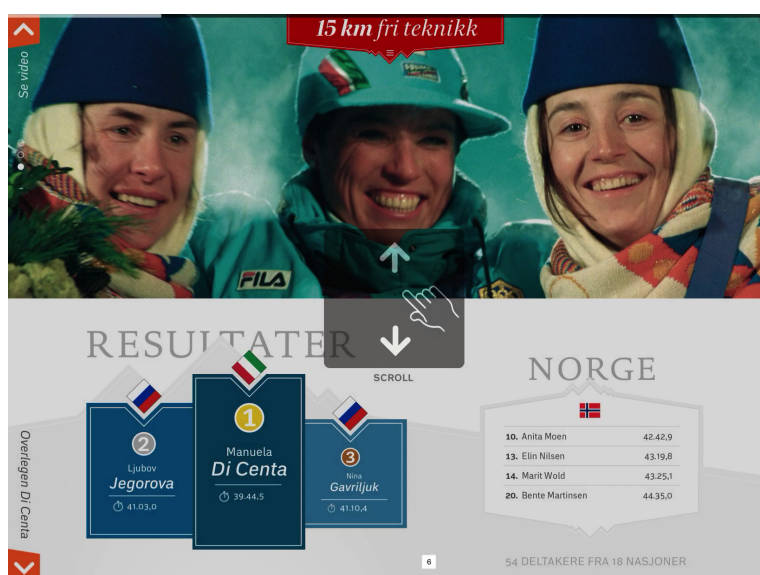 15 km fri teknikk
Se video
FILA
RESULTATER
SCROLL
2
Ljubov
Jegorova
41.03,0
1
Manuela
Di Centa
39.44.5
3
Nina
Gavriljuk
41.10,4
NORGE
10. Anita Moen 42.42,9
13. Elin Nilsen 43.19,8
14. Marit Wold 43.25,1
20. Bente Martinsen 44.35,0
Overlegen Di Centa
6
54 DELTAKERE FRA 18 NASJONER